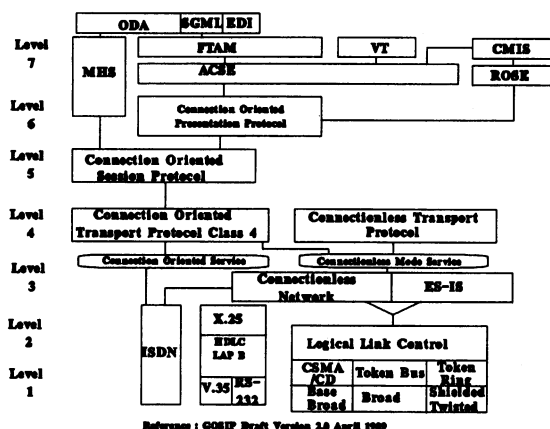 ODA SGML EDI
Level 7
FTAM VT CMIS
MHS ACSE ROSE
Level 6
Connection Oriented
Presentation Protocol
Level 5
Connection Oriented
Session Protocol
Level 4
Connection Oriented
Transport Protocol Class 4
Connectionless Transport
Protocol
Connection Oriented Service
Connectionless Mode Service
Level 3
Connectionless
Network
ES-IS
Level 2
ISDN
X.25
HDLC
LAP B
Logical Link Control
Level 1
V.35 RS-
232
CSMA
/CD
Token Bus
Token
Ring
Base
Broad
Broad
Shielded
Twisted
Reference : GOSIP Draft Version 2.0 April 1989